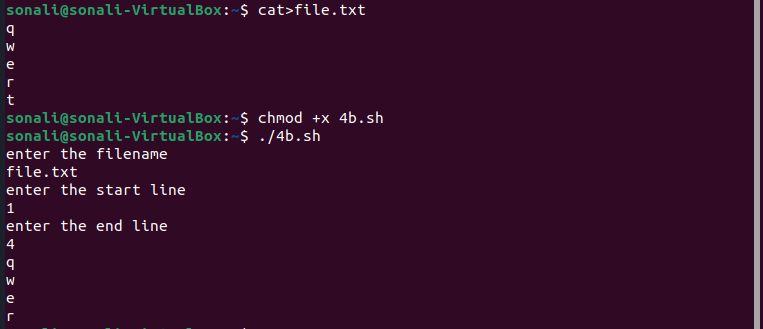 sonali@sonali-VirtualBox:~$ cat>file.txt
q
w
e
r
t
sonali@sonali-VirtualBox:~$ chmod +x 4b.sh
sonali@sonali-VirtualBox:~$ ./4b.sh
enter the filename
file.txt
enter the start line
1
enter the end line
4
q
w
e
r